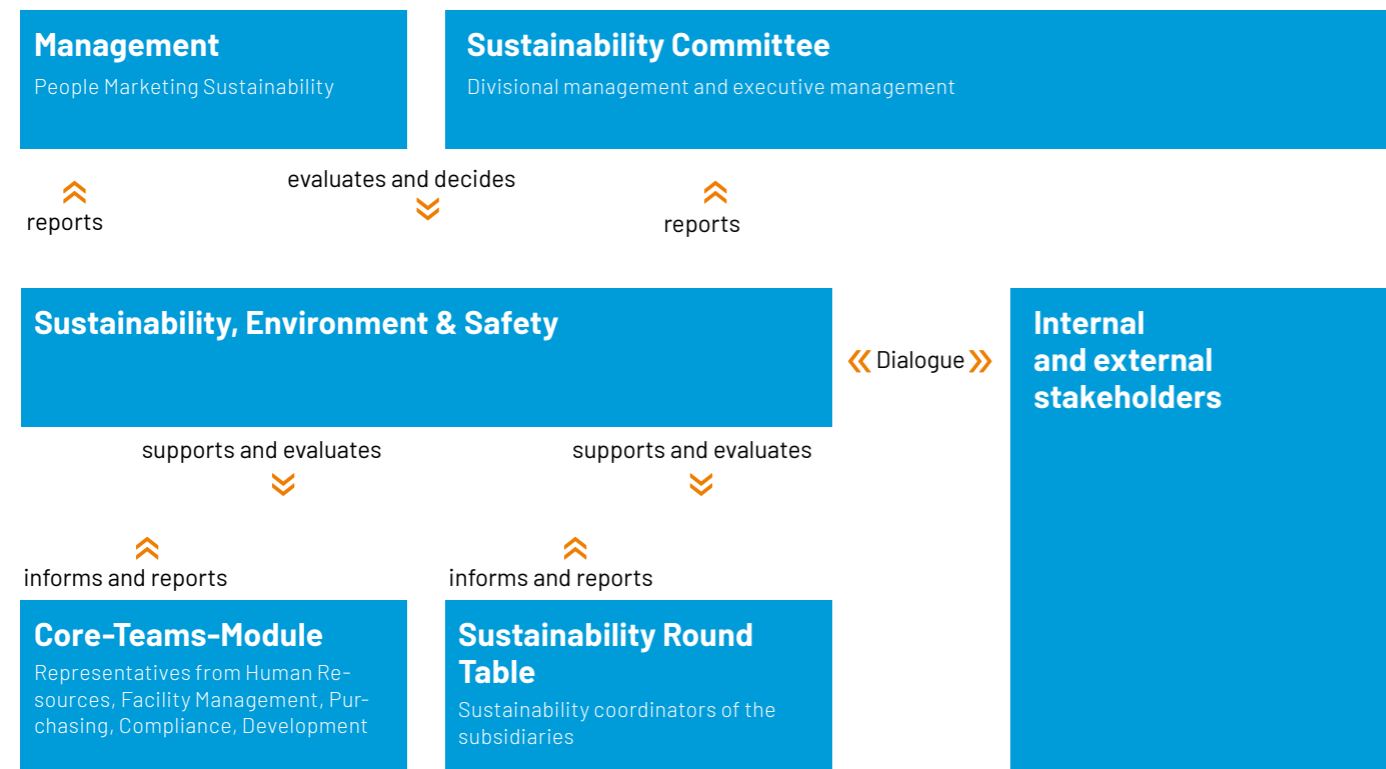 Management
People Marketing Sustainability
Sustainability Committee
Divisional management and executive management
evaluates and decides
reports
reports
Sustainability, Environment & Safety
Dialogue
Internal
and external
stakeholders
supports and evaluates
supports and evaluates
informs and reports
informs and reports
Core-Teams-Module
Representatives from Human Re-
sources, Facility Management, Pur-
chasing, Compliance, Development
Sustainability Round
Table
Sustainability coordinators of the
subsidiaries